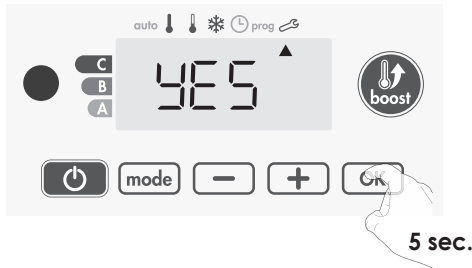 auto prog
C
B
A
YES
boost
mode − + OK
5 sec.